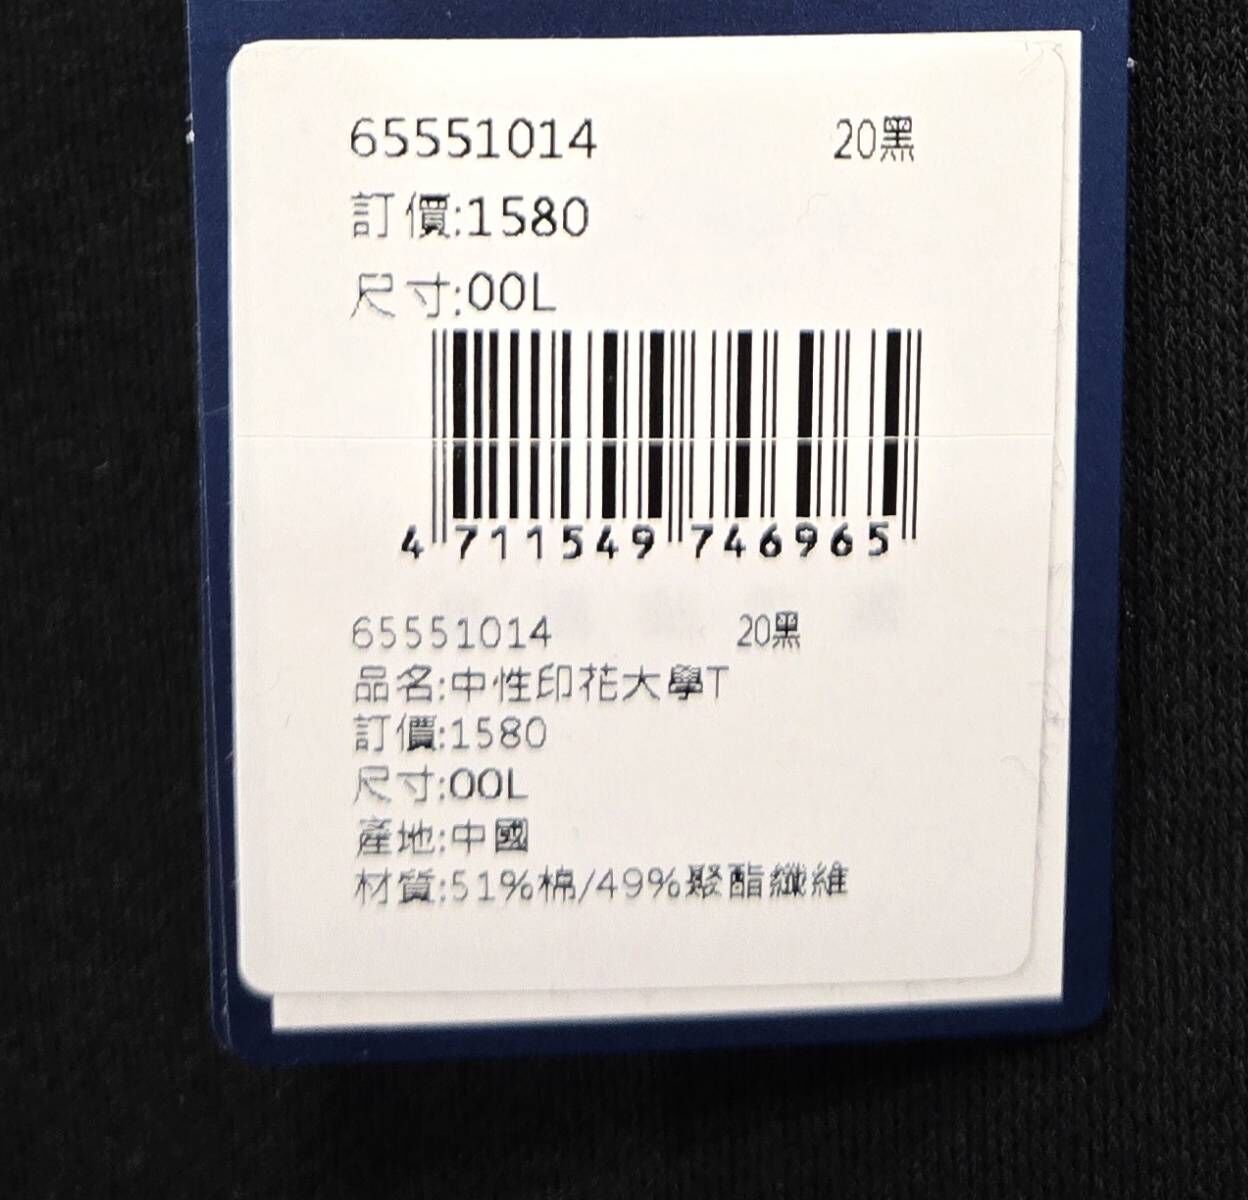 65551014 20黑
訂價:1580
尺寸:00L
4 711549 746965
65551014 20黑
品名:中性印花大學T
訂價:1580
尺寸:00L
產地:中國
材質:51%棉/49%聚酯纖維